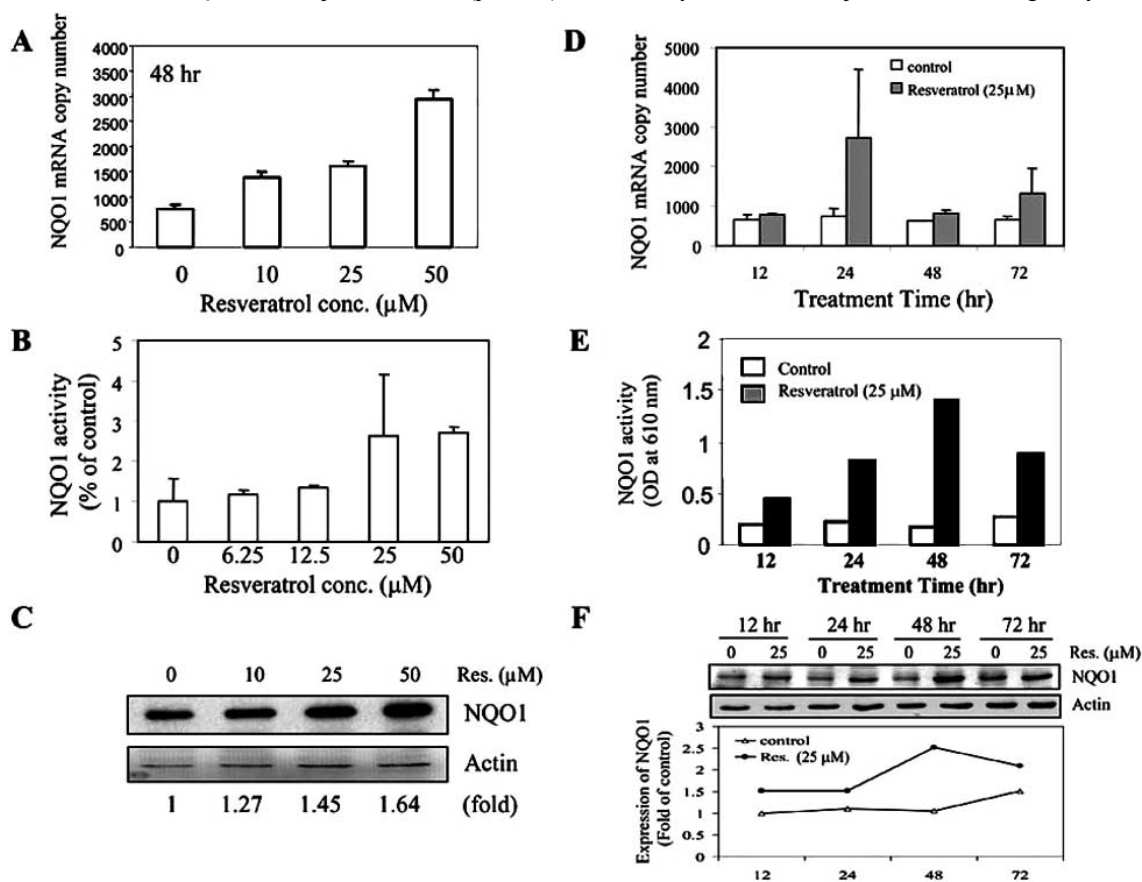 A
NQO1 mRNA copy number
4000
3500
3000
2500
2000
1500
1000
500
0
48 hr
0 10 25 50
Resveratrol conc. (µM)
B
NQO1 activity
(% of control)
5
4
3
2
1
0
0 6.25 12.5 25 50
Resveratrol conc. (µM)
C
0 10 25 50 Res. (µM)
NQO1
Actin
1 1.27 1.45 1.64 (fold)
D
NQO1 mRNA copy number
5000
4000
3000
2000
1000
0
control
Resveratrol (25µM)
12 24 48 72
Treatment Time (hr)
E
NQO1 activity
(OD at 610 nm)
2
1.5
1
0.5
0
Control
Resveratrol (25 µM)
12 24 48 72
Treatment Time (hr)
F
12 hr 24 hr 48 hr 72 hr
0 25 0 25 0 25 0 25 Res. (µM)
NQO1
Actin
Expression of NQO1
(Fold of control)
3
2.5
2
1.5
1
0.5
0
control
Res. (25 µM)
12 24 48 72